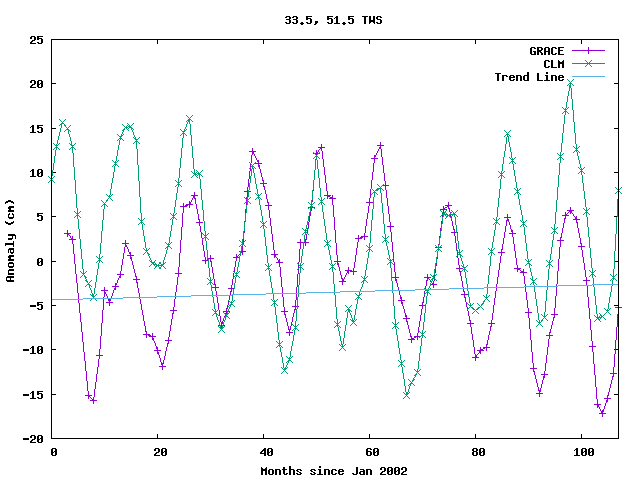 33.5, 51.5 TWS
GRACE
CLM
Trend Line
25
20
15
10
5
0
-5
-10
-15
-20
Anomaly (cm)
0 20 40 60 80 100
Months since Jan 2002